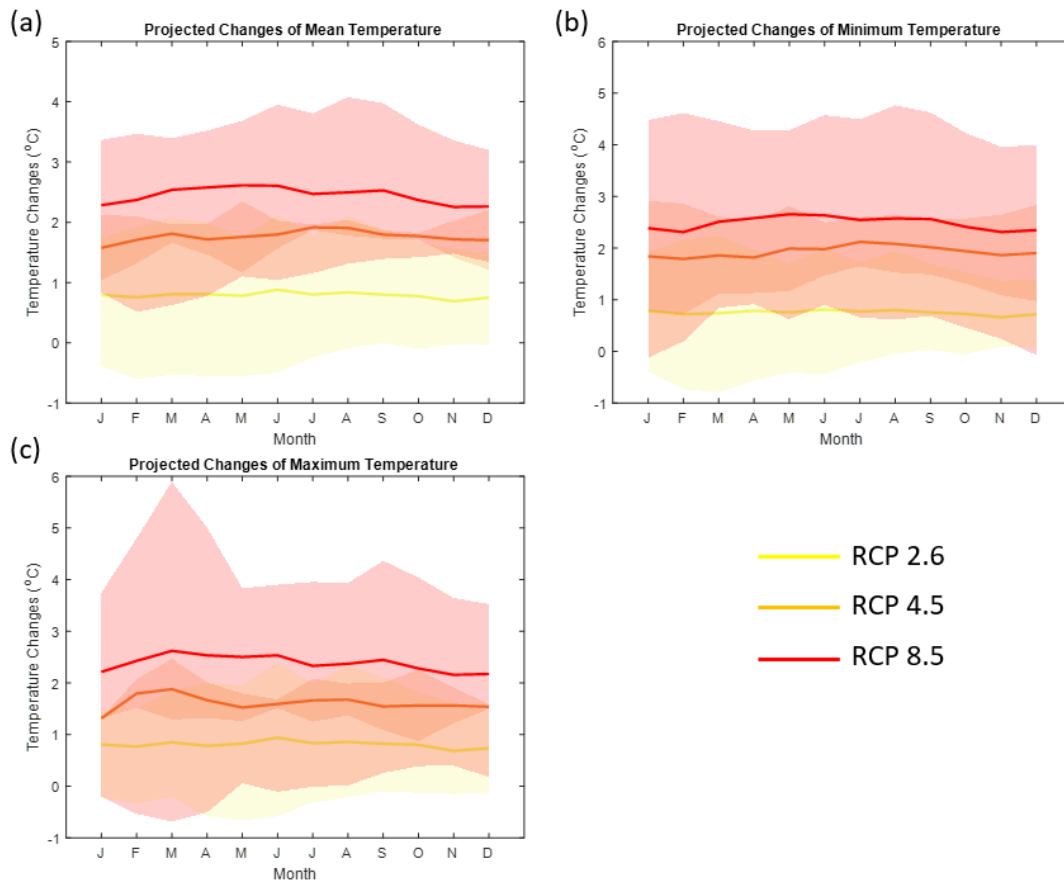 (a)
Projected Changes of Mean Temperature
Temperature Changes (°C)
5
4
3
2
1
0
-1
J F M A M J J A S O N D
Month
(b)
Projected Changes of Minimum Temperature
Temperature Changes (°C)
6
5
4
3
2
1
0
-1
J F M A M J J A S O N D
Month
(c)
Projected Changes of Maximum Temperature
Temperature Changes (°C)
6
5
4
3
2
1
0
-1
J F M A M J J A S O N D
Month
RCP 2.6
RCP 4.5
RCP 8.5